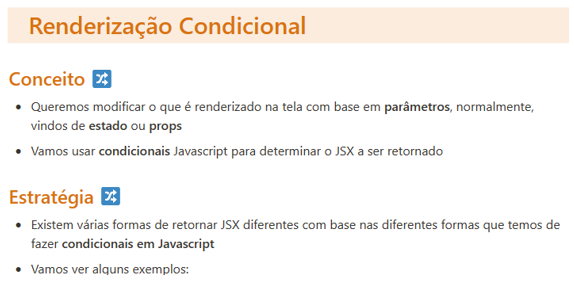 Renderização Condicional
Conceito 🔀
• Queremos modificar o que é renderizado na tela com base em parâmetros, normalmente,
vindos de estado ou props
• Vamos usar condicionais Javascript para determinar o JSX a ser retornado
Estratégia 🔀
• Existem várias formas de retornar JSX diferentes com base nas diferentes formas que temos de
fazer condicionais em Javascript
• Vamos ver alguns exemplos: